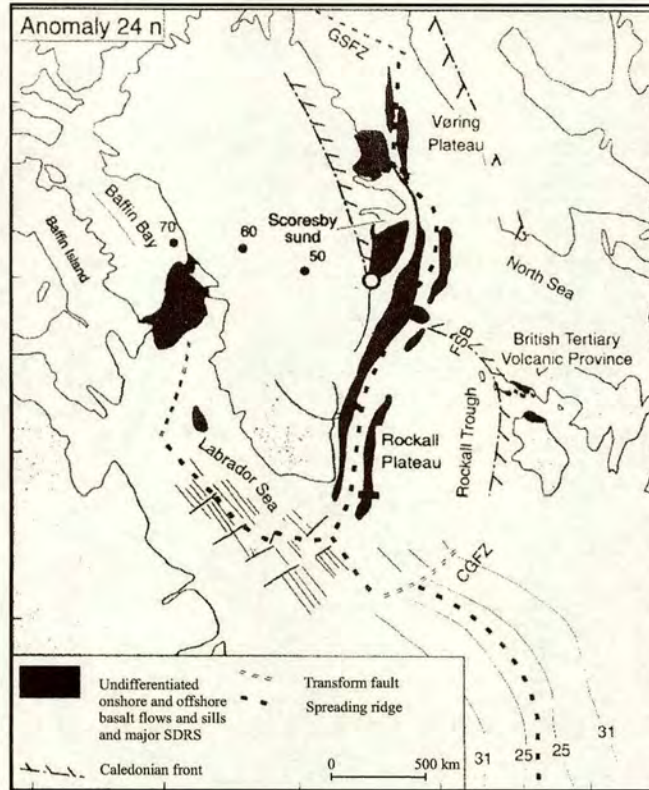 Anomaly 24 n
GSFZ
Vøring
Plateau
Baffin Bay
Baffin Island
70
60
50
Scoresby
sund
North Sea
FSB
British Tertiary
Volcanic Province
Rockall
Plateau
Rockall Trough
Labrador Sea
CGFZ
31
25
25
31
Undifferentiated
onshore and offshore
basalt flows and sills
and major SDRS
Transform fault
Spreading ridge
Caledonian front
0
500 km